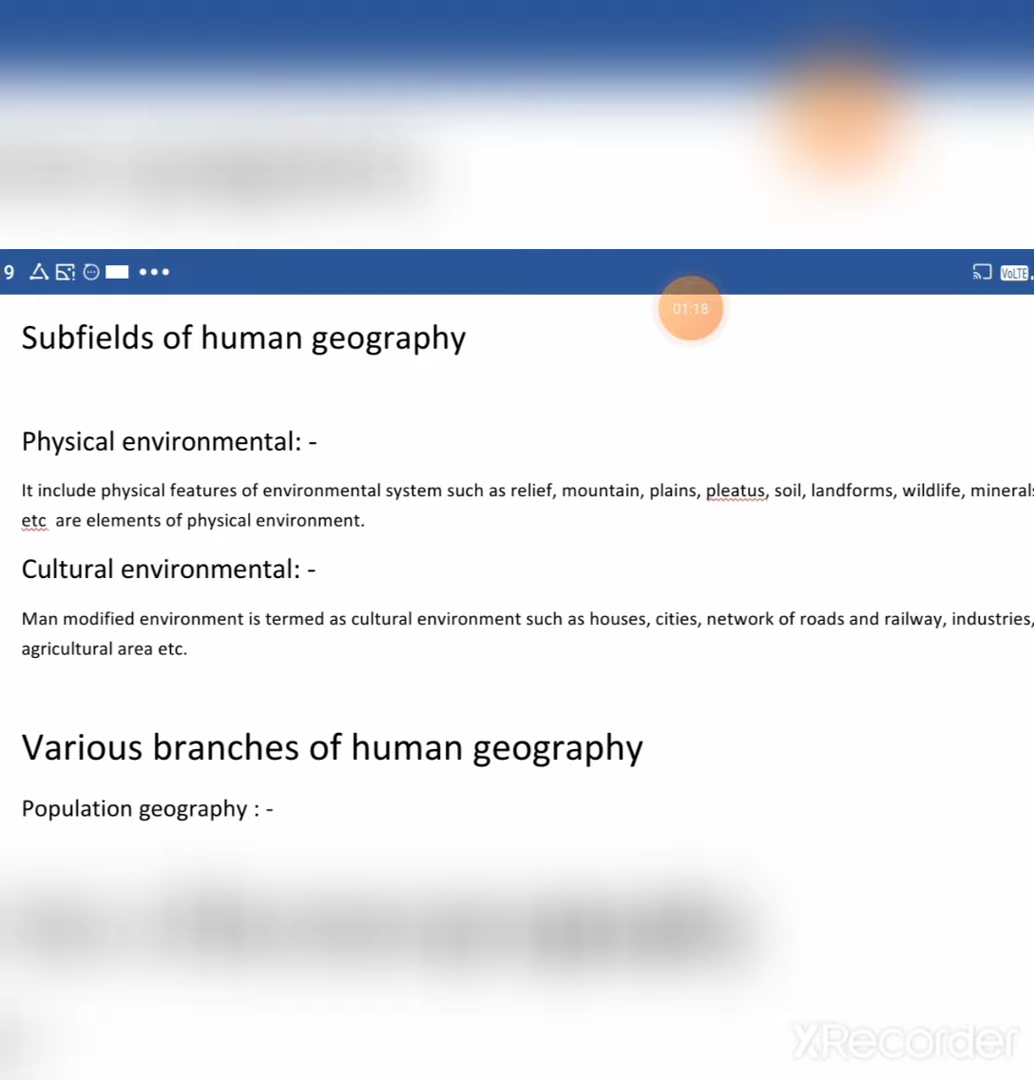 9
VoLTE
01:18
Subfields of human geography
Physical environmental: -
It include physical features of environmental system such as relief, mountain, plains, pleatus, soil, landforms, wildlife, minerals
etc are elements of physical environment.
Cultural environmental: -
Man modified environment is termed as cultural environment such as houses, cities, network of roads and railway, industries,
agricultural area etc.
Various branches of human geography
Population geography : -
XRecorder